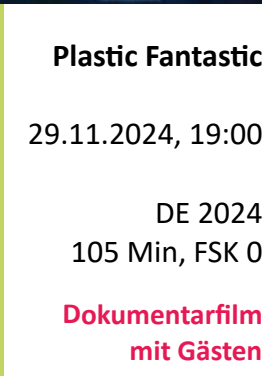 Plastic Fantastic
29.11.2024, 19:00
DE 2024
105 Min, FSK 0
Dokumentarfilm
mit Gästen